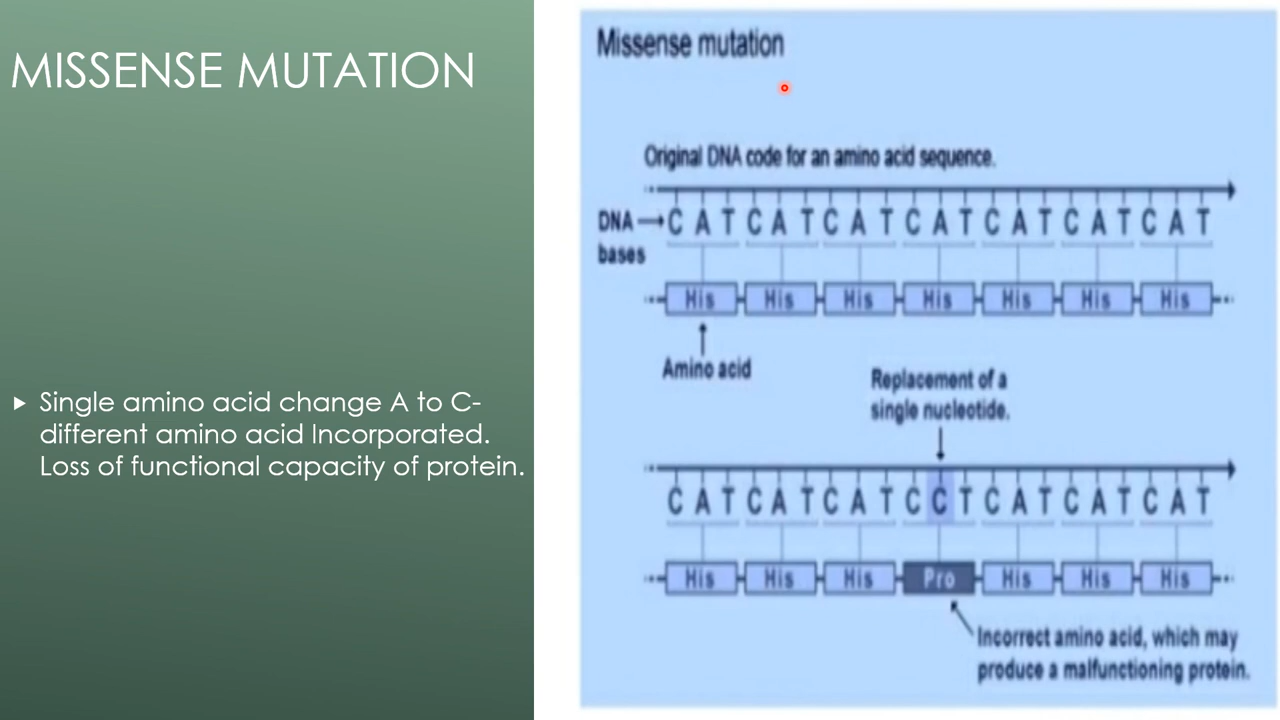 MISSENSE MUTATION
Single amino acid change A to C-
different amino acid Incorporated.
Loss of functional capacity of protein.
Missense mutation
Original DNA code for an amino acid sequence.
DNA bases
C A T C A T C A T C A T C A T C A T C A T
His His His His His His His
Amino acid
Replacement of a
single nucleotide.
C A T C A T C A T C C T C A T C A T C A T
His His His Pro His His His
Incorrect amino acid, which may
produce a malfunctioning protein.